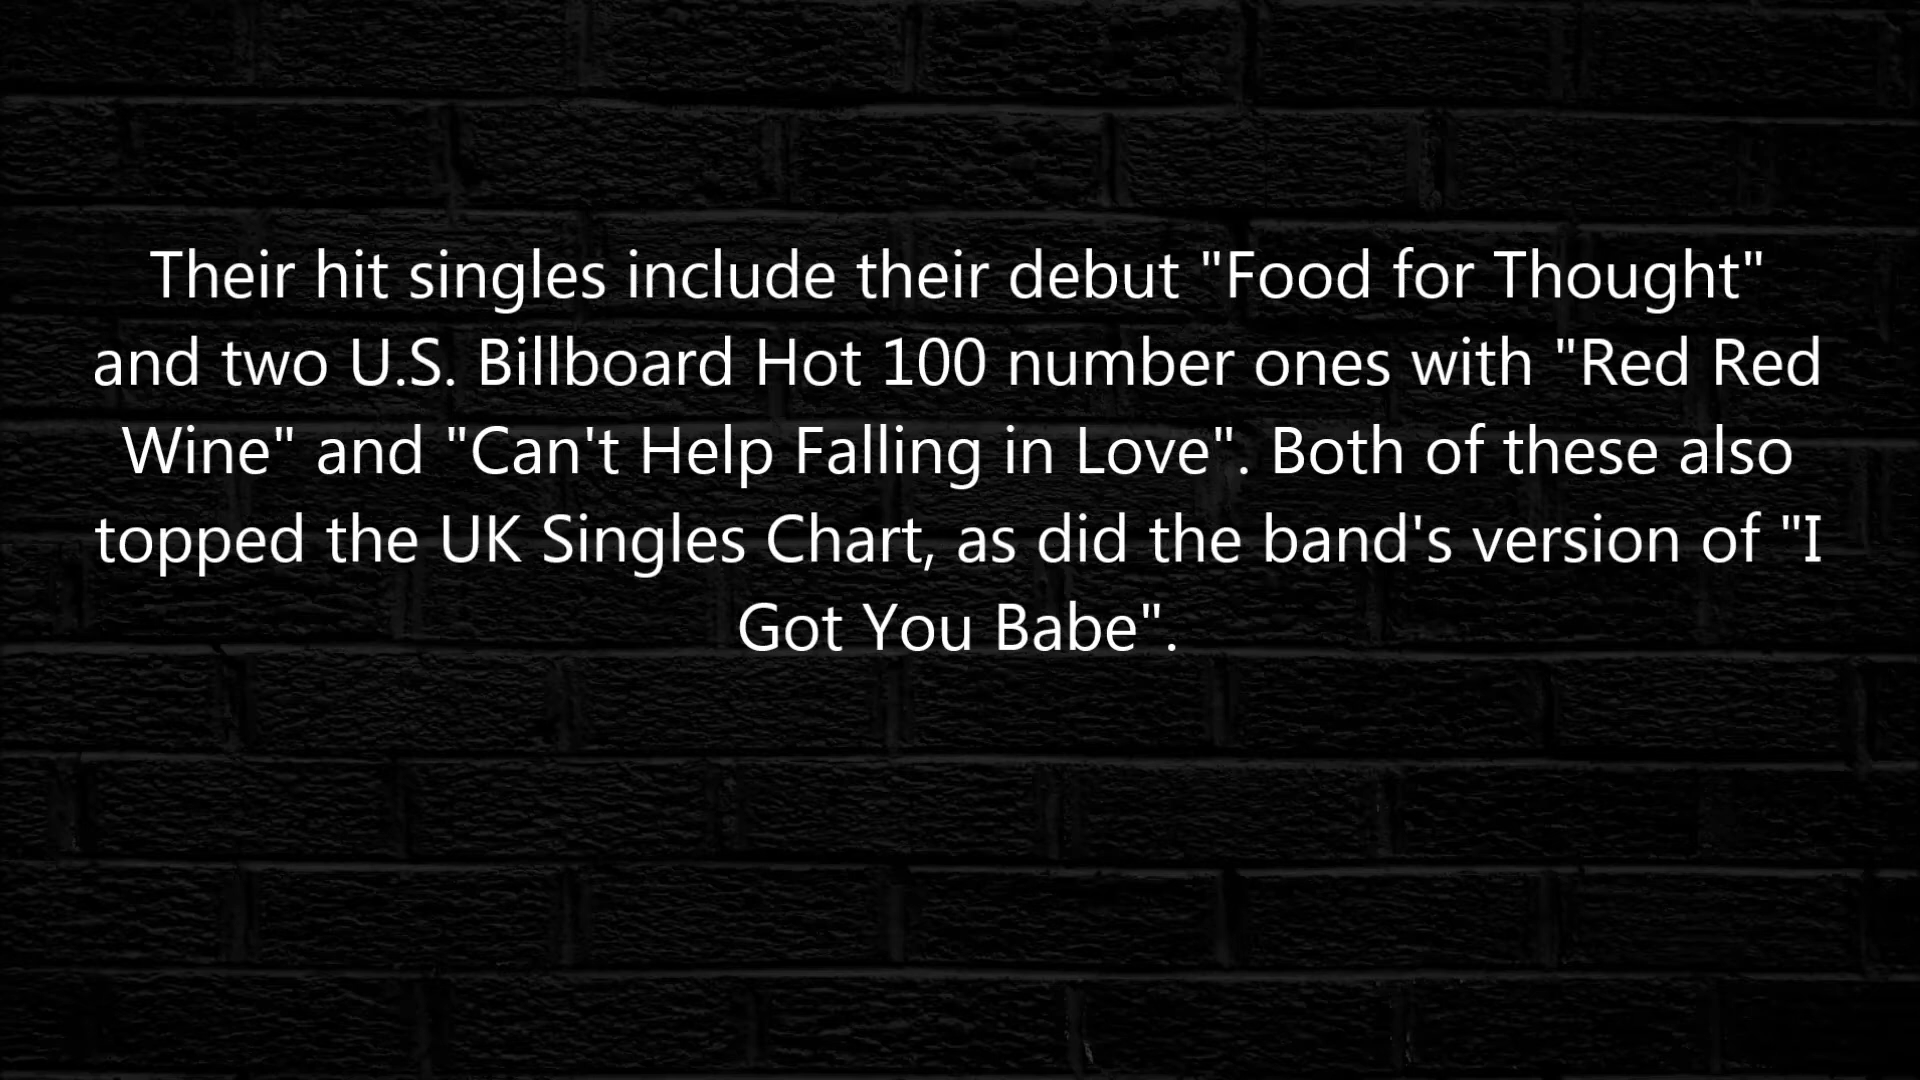 Their hit singles include their debut "Food for Thought"
and two U.S. Billboard Hot 100 number ones with "Red Red
Wine" and "Can't Help Falling in Love". Both of these also
topped the UK Singles Chart, as did the band's version of "I
Got You Babe".